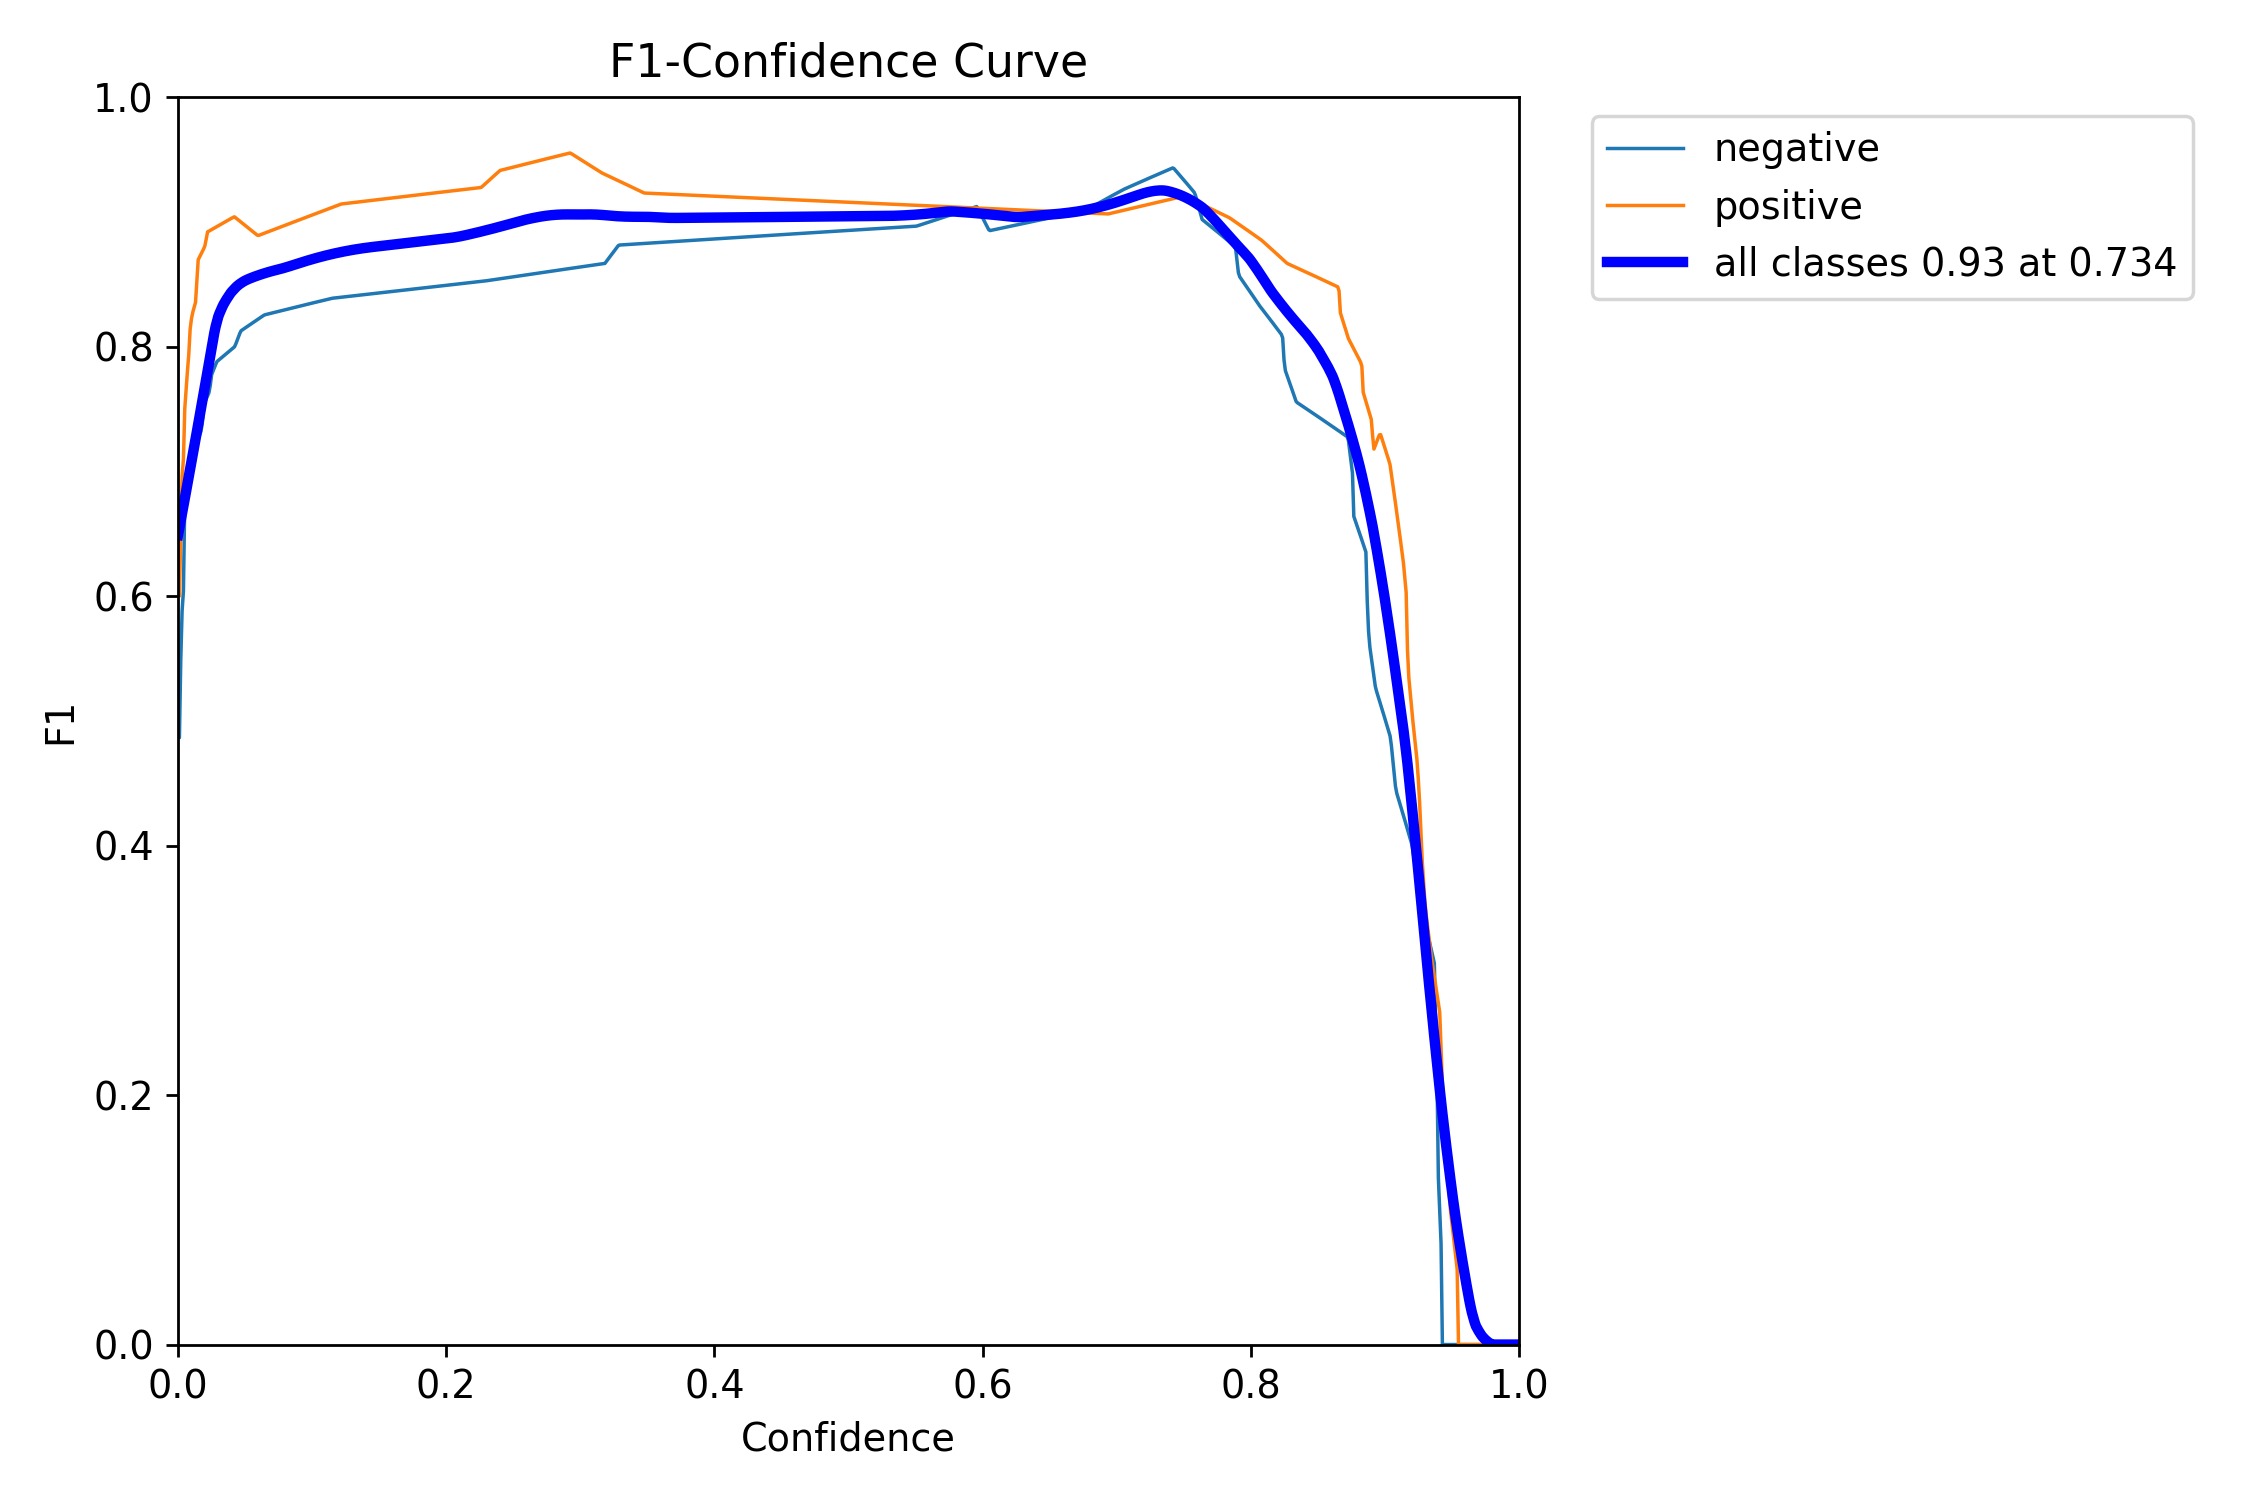 F1-Confidence Curve
1.0
0.8
0.6
0.4
0.2
0.0
F1
0.0 0.2 0.4 0.6 0.8 1.0
Confidence
negative
positive
all classes 0.93 at 0.734